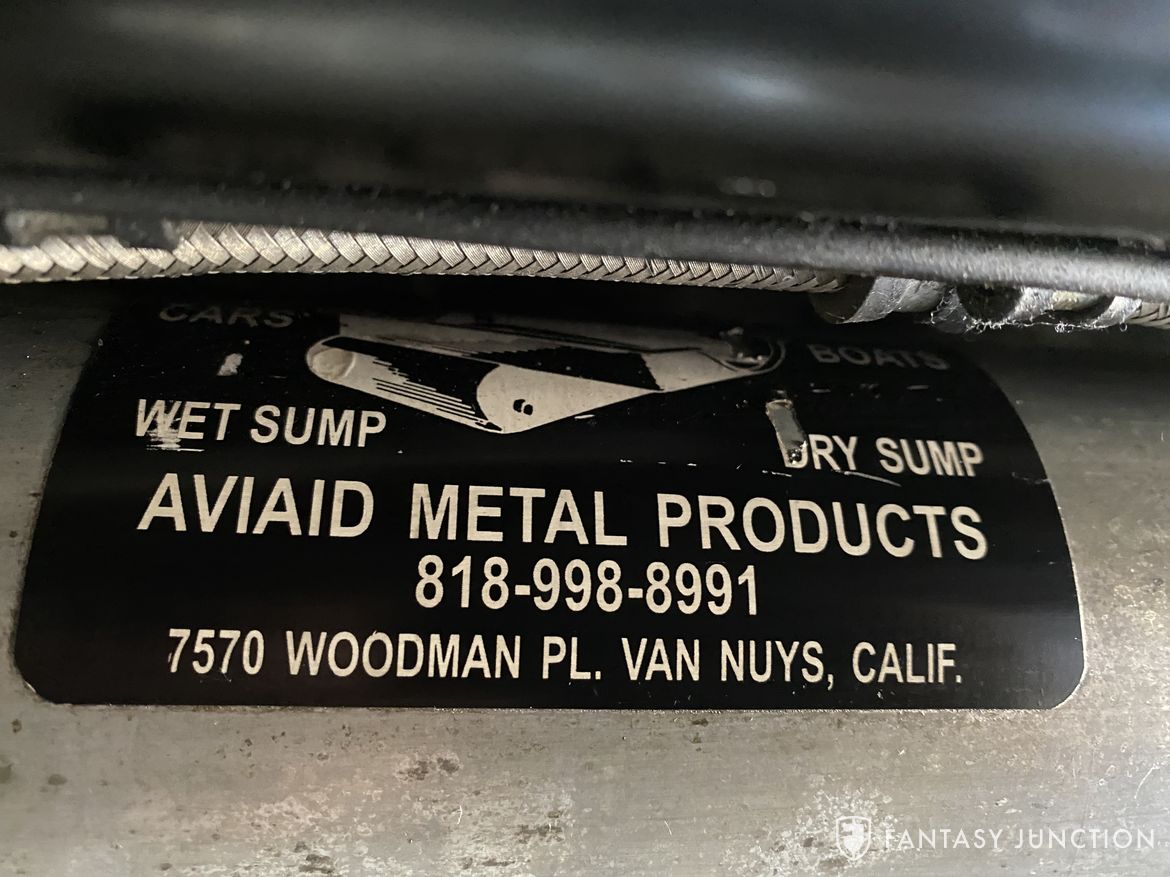 CARS BOATS
WET SUMP DRY SUMP
AVIAID METAL PRODUCTS
818-998-8991
7570 WOODMAN PL. VAN NUYS, CALIF.
FANTASY JUNCTION